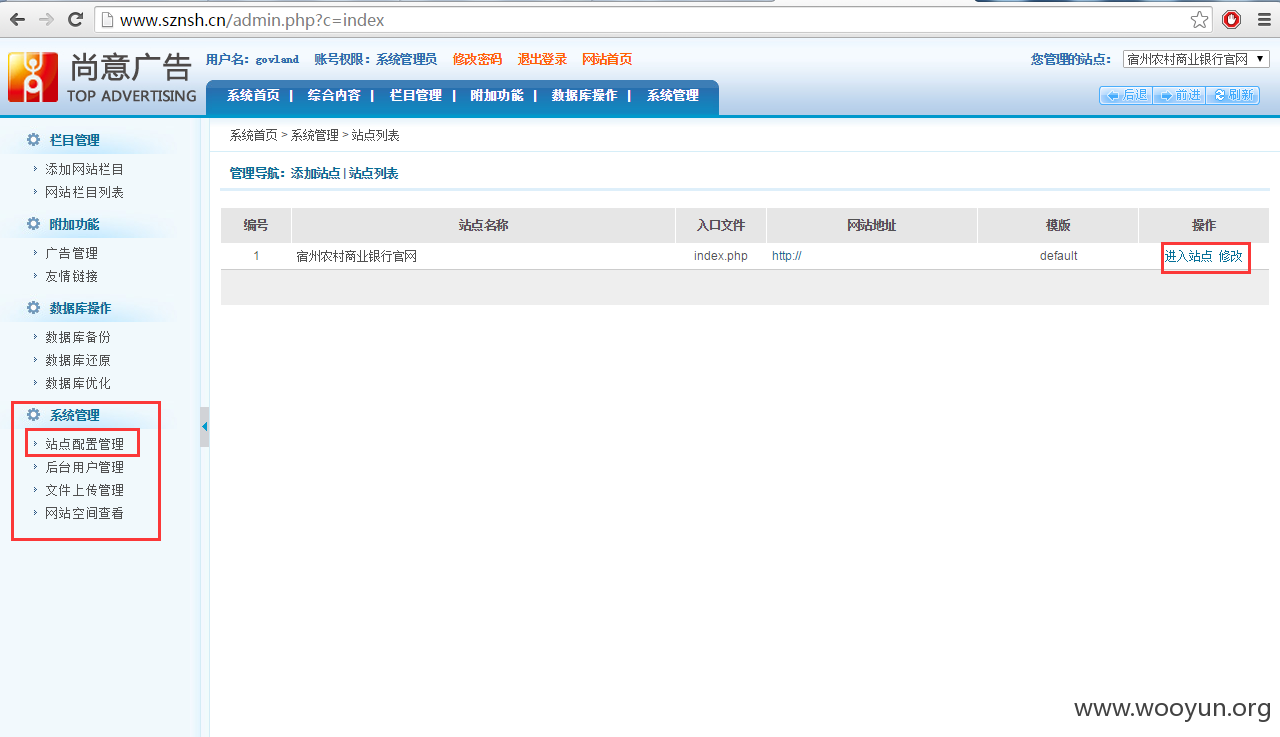 www.sznsh.cn/admin.php?c=index
尚意广告
TOP ADVERTISING
用户名：govland 账号权限：系统管理员 修改密码 退出登录 网站首页
您管理的站点： 宿州农村商业银行官网
系统首页 | 综合内容 | 栏目管理 | 附加功能 | 数据库操作 | 系统管理
后退 前进 刷新
栏目管理
添加网站栏目
网站栏目列表
附加功能
广告管理
友情链接
数据库操作
数据库备份
数据库还原
数据库优化
系统管理
站点配置管理
后台用户管理
文件上传管理
网站空间查看
系统首页 > 系统管理 > 站点列表
管理导航：添加站点 | 站点列表
编号 站点名称 入口文件 网站地址 模版 操作
1 宿州农村商业银行官网 index.php http:// default 进入站点 修改
www.wooyun.org